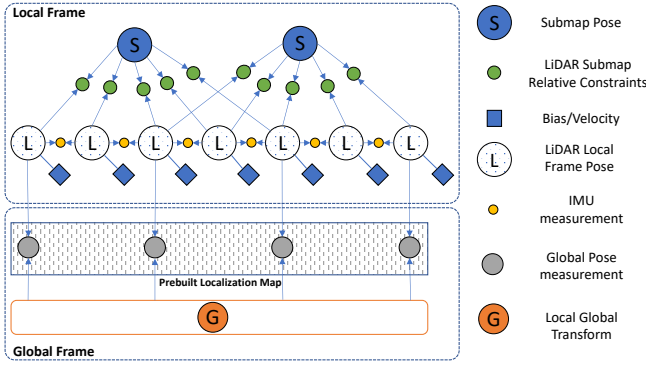 Local Frame
S
S
L
L
L
L
L
L
L
Prebuilt Localization Map
G
Global Frame
S
Submap Pose
LiDAR Submap
Relative Constraints
Bias/Velocity
L
LiDAR Local
Frame Pose
IMU
measurement
Global Pose
measurement
G
Local Global
Transform